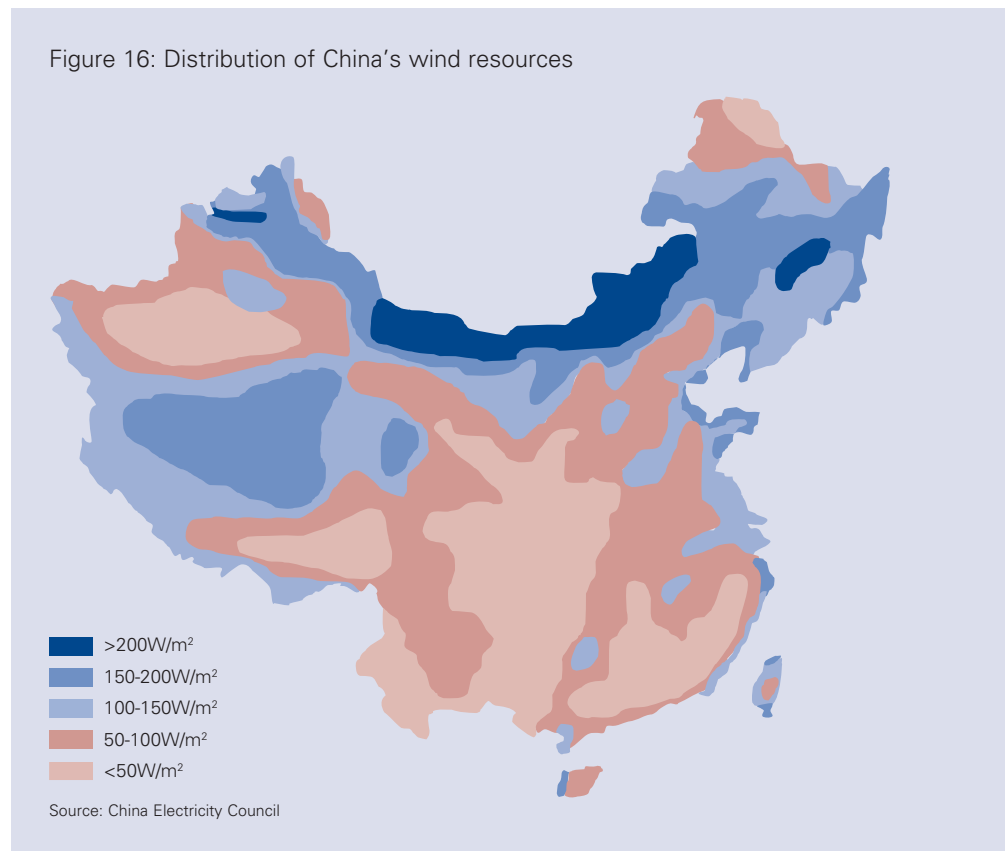 Figure 16: Distribution of China’s wind resources
>200W/m²
150-200W/m²
100-150W/m²
50-100W/m²
<50W/m²
Source: China Electricity Council